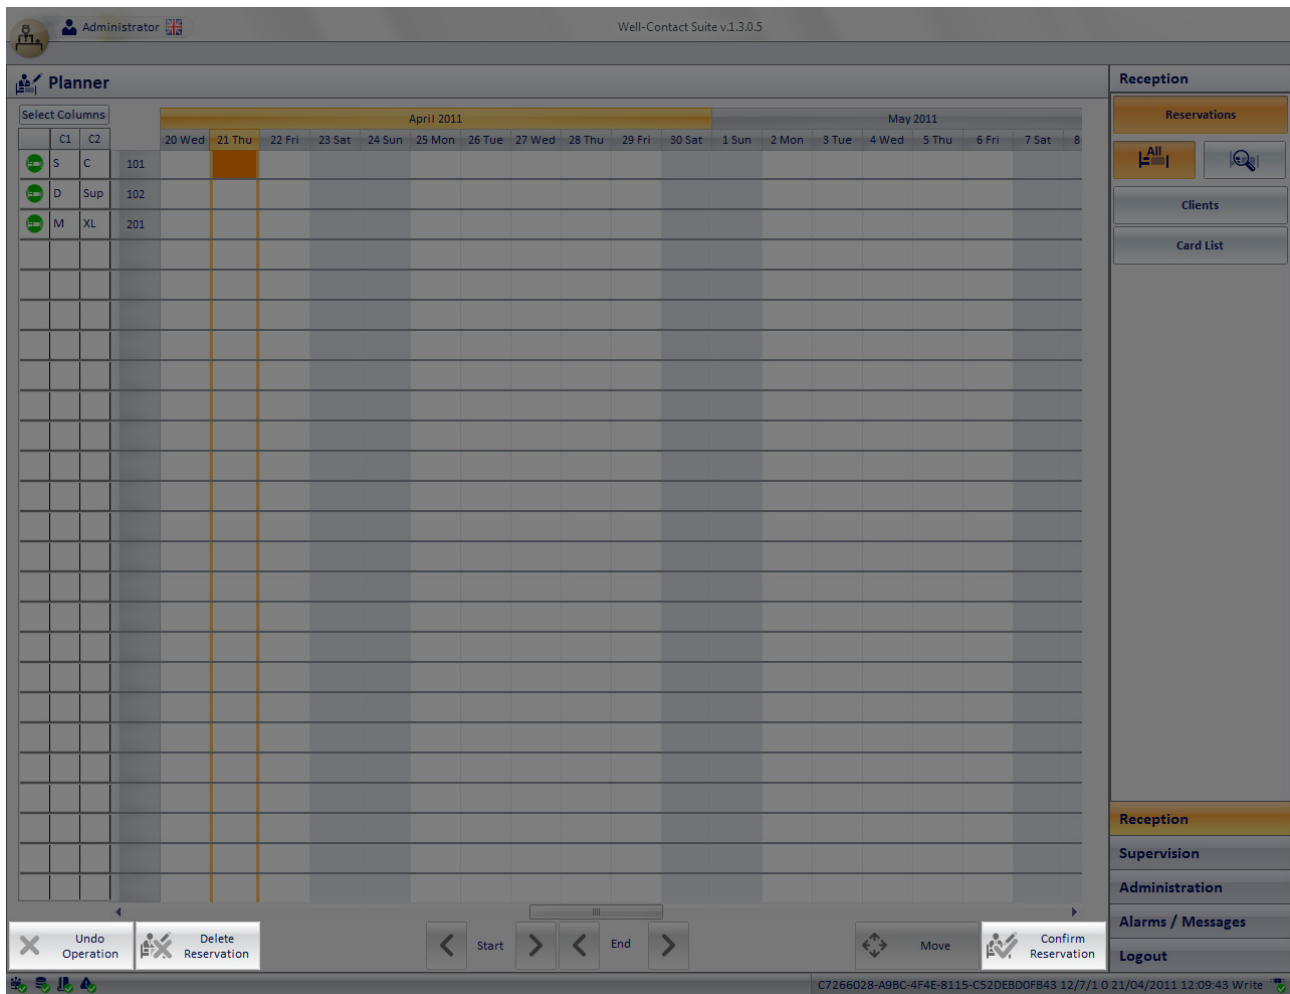 Administrator
Well-Contact Suite v.1.3.0.5
Planner
Select Columns
April 2011
May 2011
C1 C2
20 Wed 21 Thu 22 Fri 23 Sat 24 Sun 25 Mon 26 Tue 27 Wed 28 Thu 29 Fri 30 Sat 1 Sun 2 Mon 3 Tue 4 Wed 5 Thu 6 Fri 7 Sat 8
S C 101
D Sup 102
M XL 201
Reception
Reservations
All
Clients
Card List
Reception
Supervision
Administration
Alarms / Messages
Logout
Undo
Operation
Delete
Reservation
Start
End
Move
Confirm
Reservation
C7266028-A9BC-4F4E-8115-C52DEBD0FB43 12/7/1 0 21/04/2011 12:09:43 Write